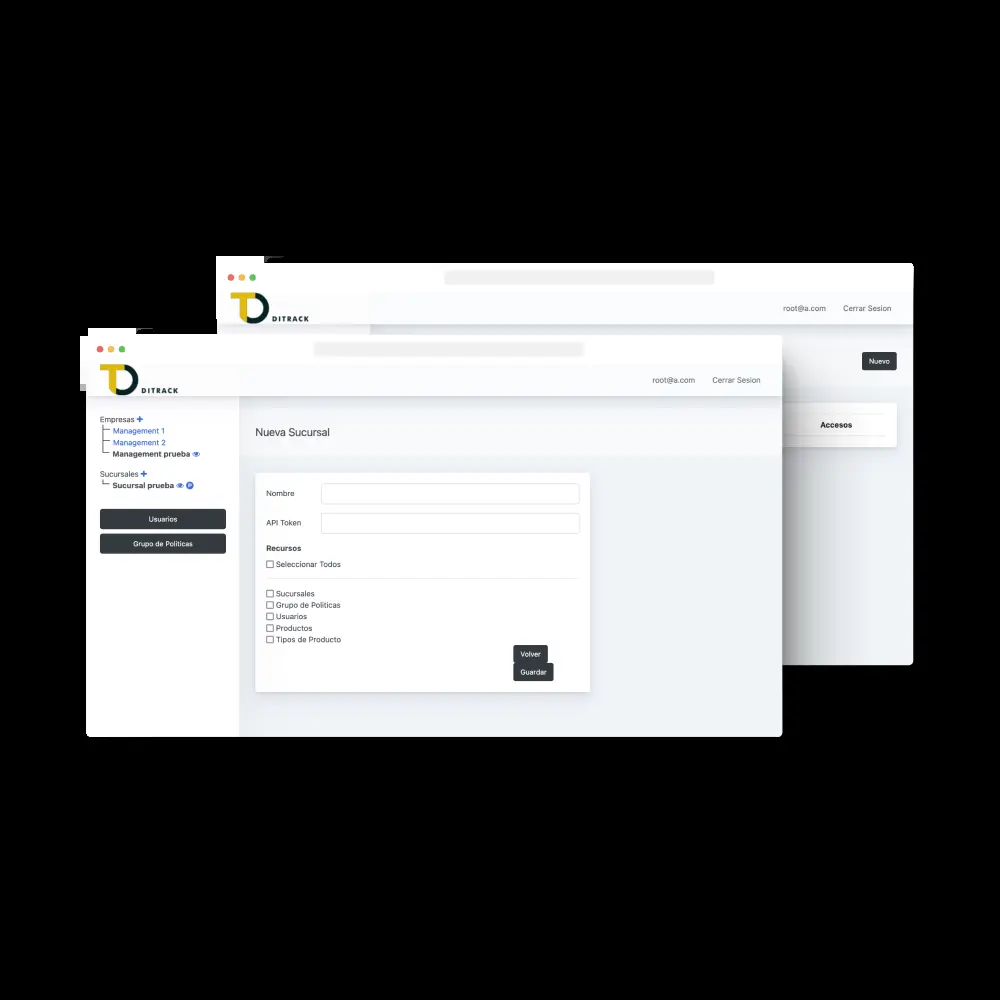 DITRACK
root@a.com Cerrar Sesion
Nuevo
Accesos
DITRACK
root@a.com Cerrar Sesion
Empresas
Management 1
Management 2
Management prueba
Sucursales
Sucursal prueba P
Usuarios
Grupo de Políticas
Nueva Sucursal
Nombre
API Token
Recursos
Seleccionar Todos
Sucursales
Grupo de Politicas
Usuarios
Productos
Tipos de Producto
Volver
Guardar